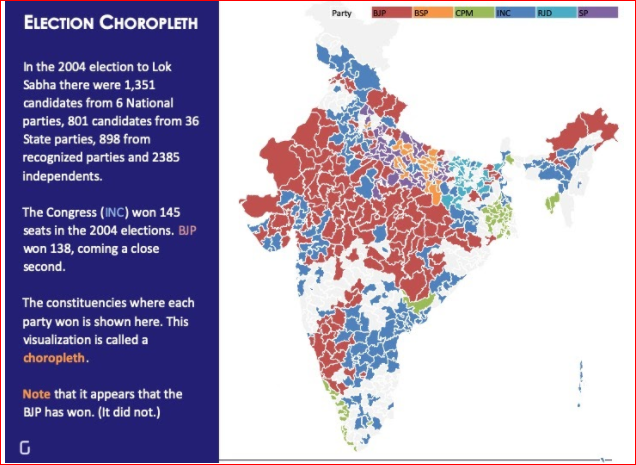 ELECTION CHOROPLETH
Party BJP BSP CPM INC RJD SP
In the 2004 election to Lok
Sabha there were 1,351
candidates from 6 National
parties, 801 candidates from 36
State parties, 898 from
recognized parties and 2385
independents.
The Congress (INC) won 145
seats in the 2004 elections. BJP
won 138, coming a close
second.
The constituencies where each
party won is shown here. This
visualization is called a
choropleth.
Note that it appears that the
BJP has won. (It did not.)